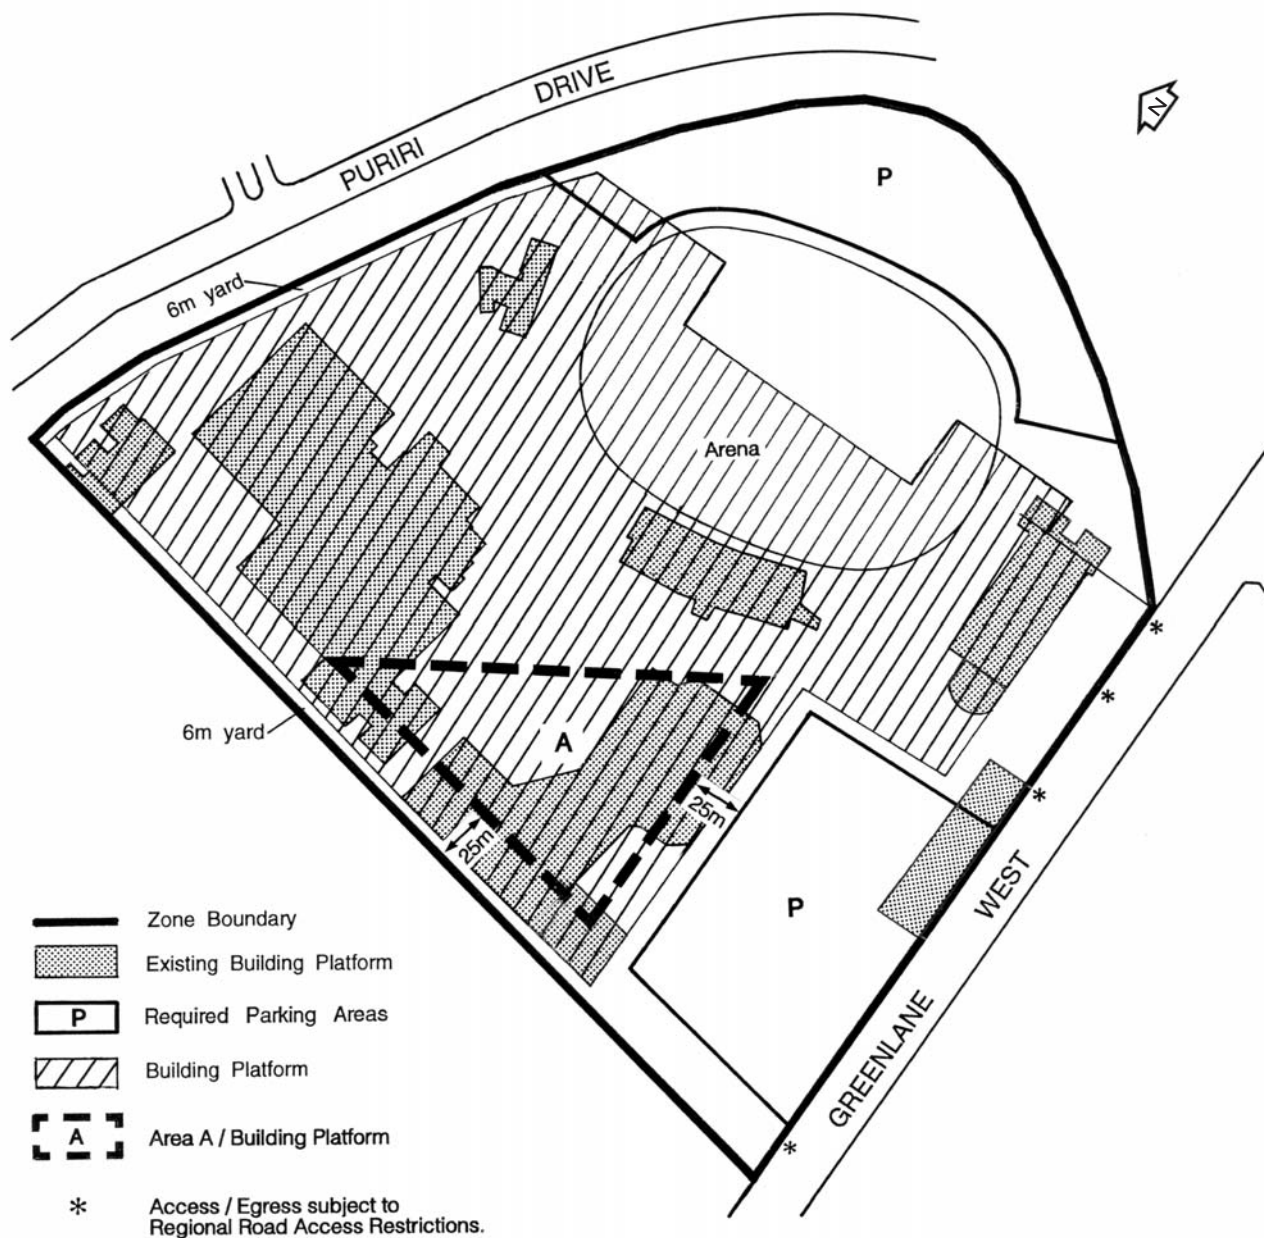 PURIRI DRIVE
N
P
6m yard
Arena
6m yard
A
25m
25m
P
GREENLANE WEST
*
*
*
*
Zone Boundary
Existing Building Platform
P Required Parking Areas
Building Platform
A Area A / Building Platform
* Access / Egress subject to
Regional Road Access Restrictions.